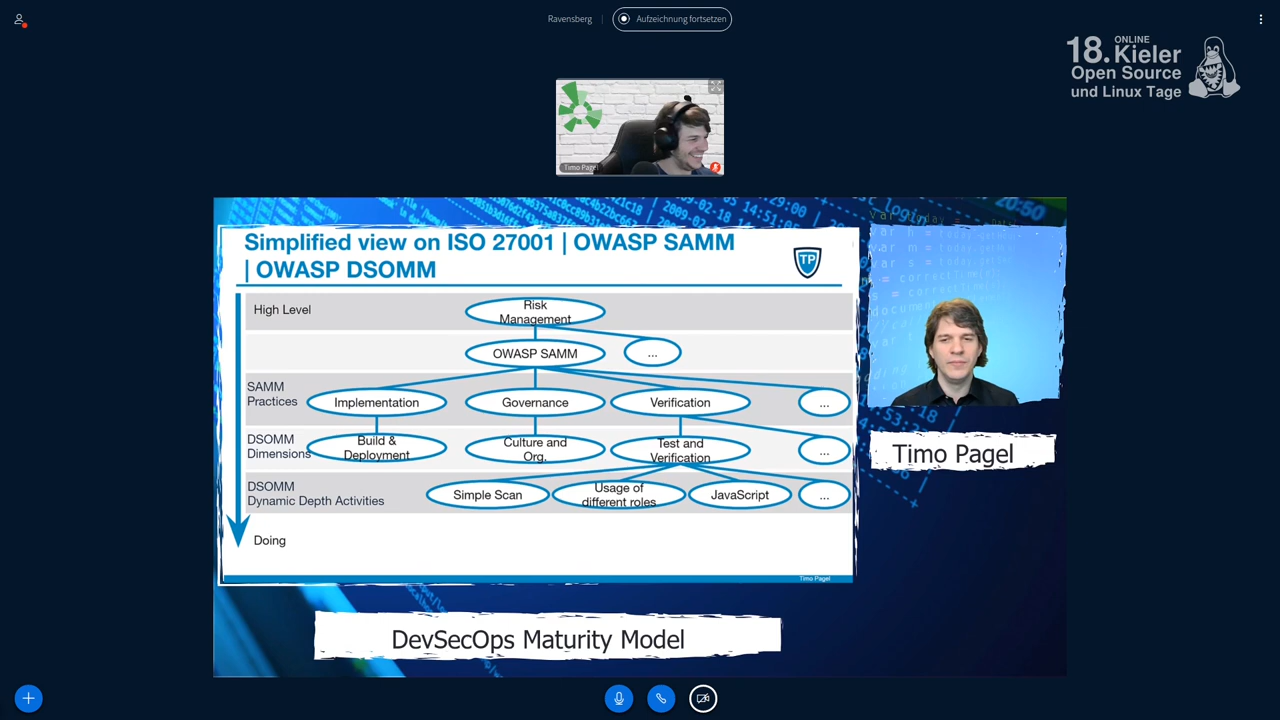 Ravensberg
Aufzeichnung fortsetzen
ONLINE
18. Kieler
Open Source
und Linux Tage
Timo Pagel
Simplified view on ISO 27001 | OWASP SAMM
| OWASP DSOMM
TP
High Level
Risk
Management
OWASP SAMM
...
SAMM
Practices
Implementation
Governance
Verification
...
DSOMM
Dimensions
Build &
Deployment
Culture and
Org.
Test and
Verification
...
DSOMM
Dynamic Depth Activities
Simple Scan
Usage of
different roles
JavaScript
...
Doing
Timo Pagel
Timo Pagel
DevSecOps Maturity Model